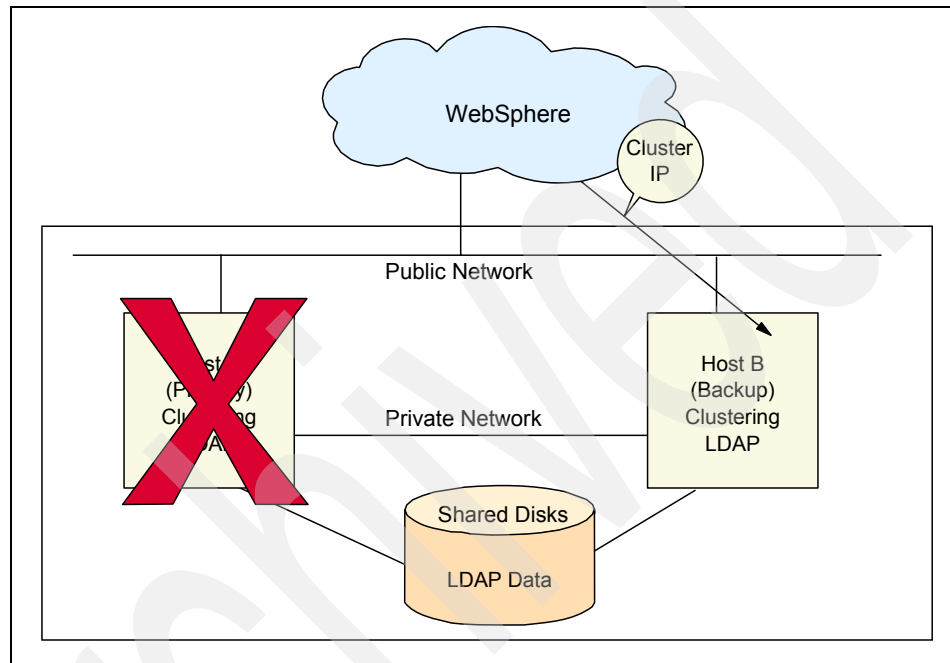 WebSphere
Cluster
IP
Public Network
Host B
(Backup)
Clustering
LDAP
Private Network
Shared Disks
LDAP Data